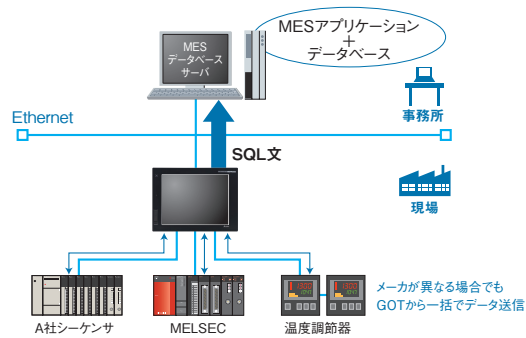 MESアプリケーション
＋
データベース
MES
データベース
サーバ
事務所
Ethernet
SQL文
現場
A社シーケンサ
MELSEC
温度調節器
メーカが異なる場合でも
GOTから一括でデータ送信